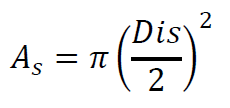 A_s = π(Dis/2)²